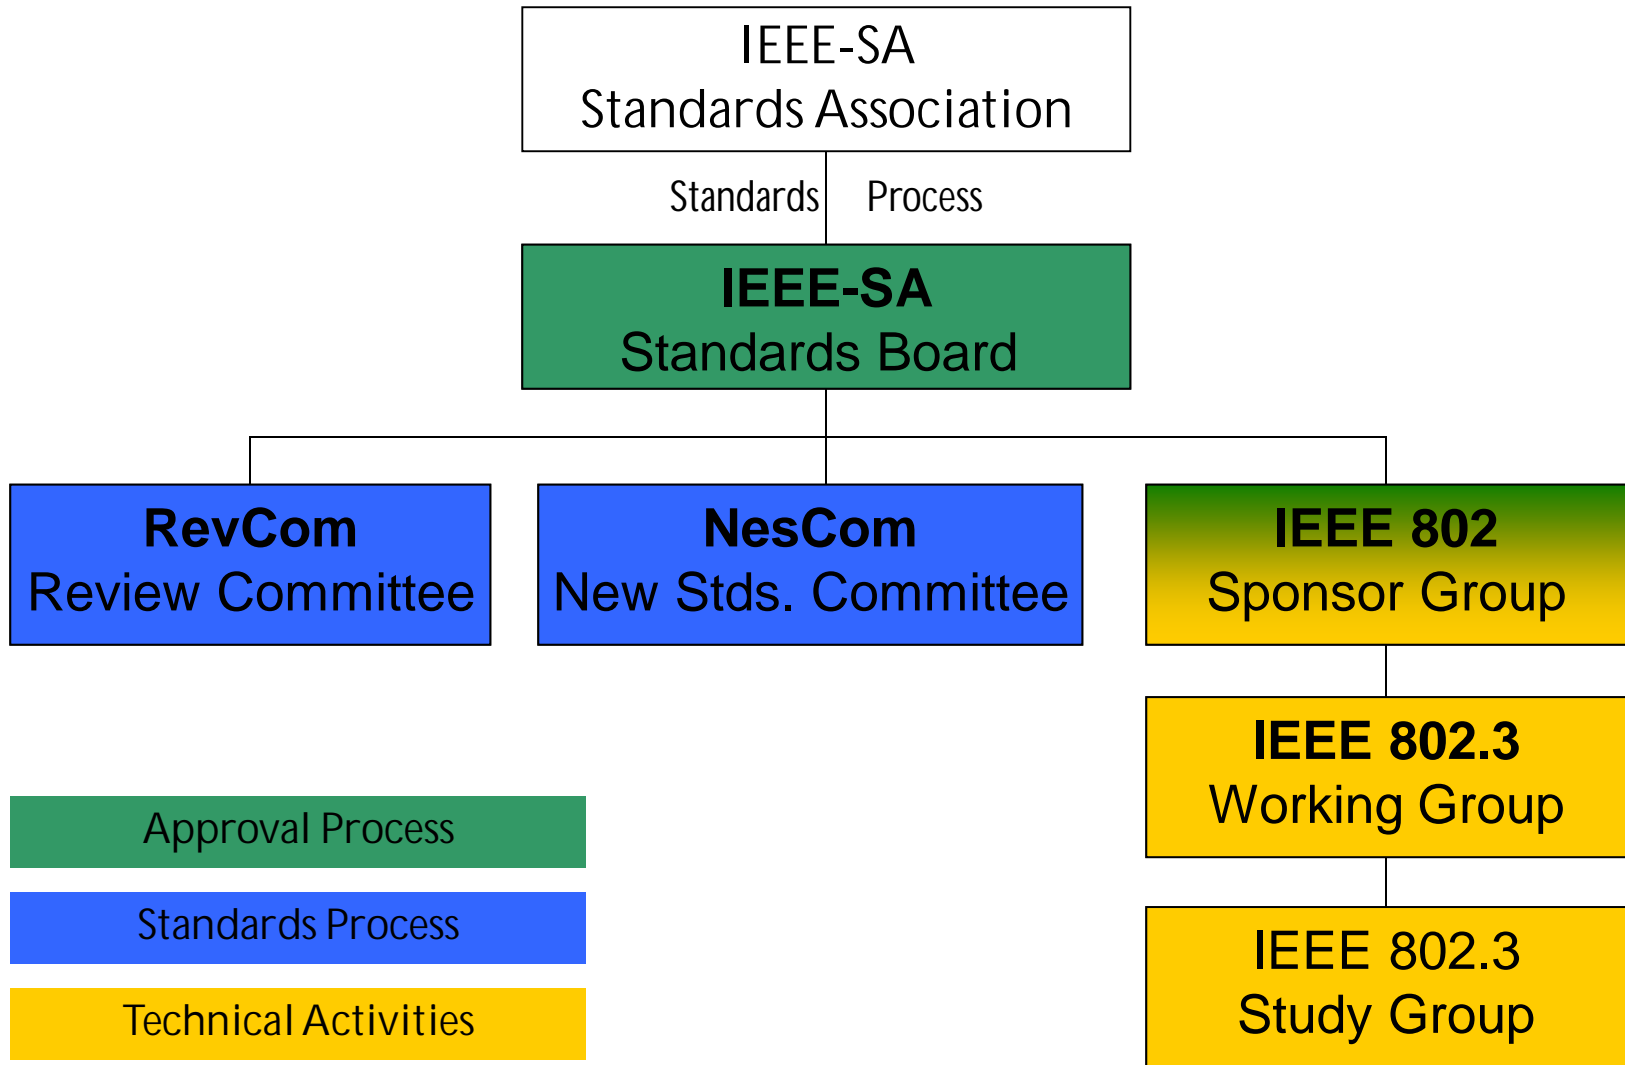 IEEE-SA
Standards Association
Standards Process
IEEE-SA
Standards Board
RevCom
Review Committee
NesCom
New Stds. Committee
IEEE 802
Sponsor Group
IEEE 802.3
Working Group
IEEE 802.3
Study Group
Approval Process
Standards Process
Technical Activities